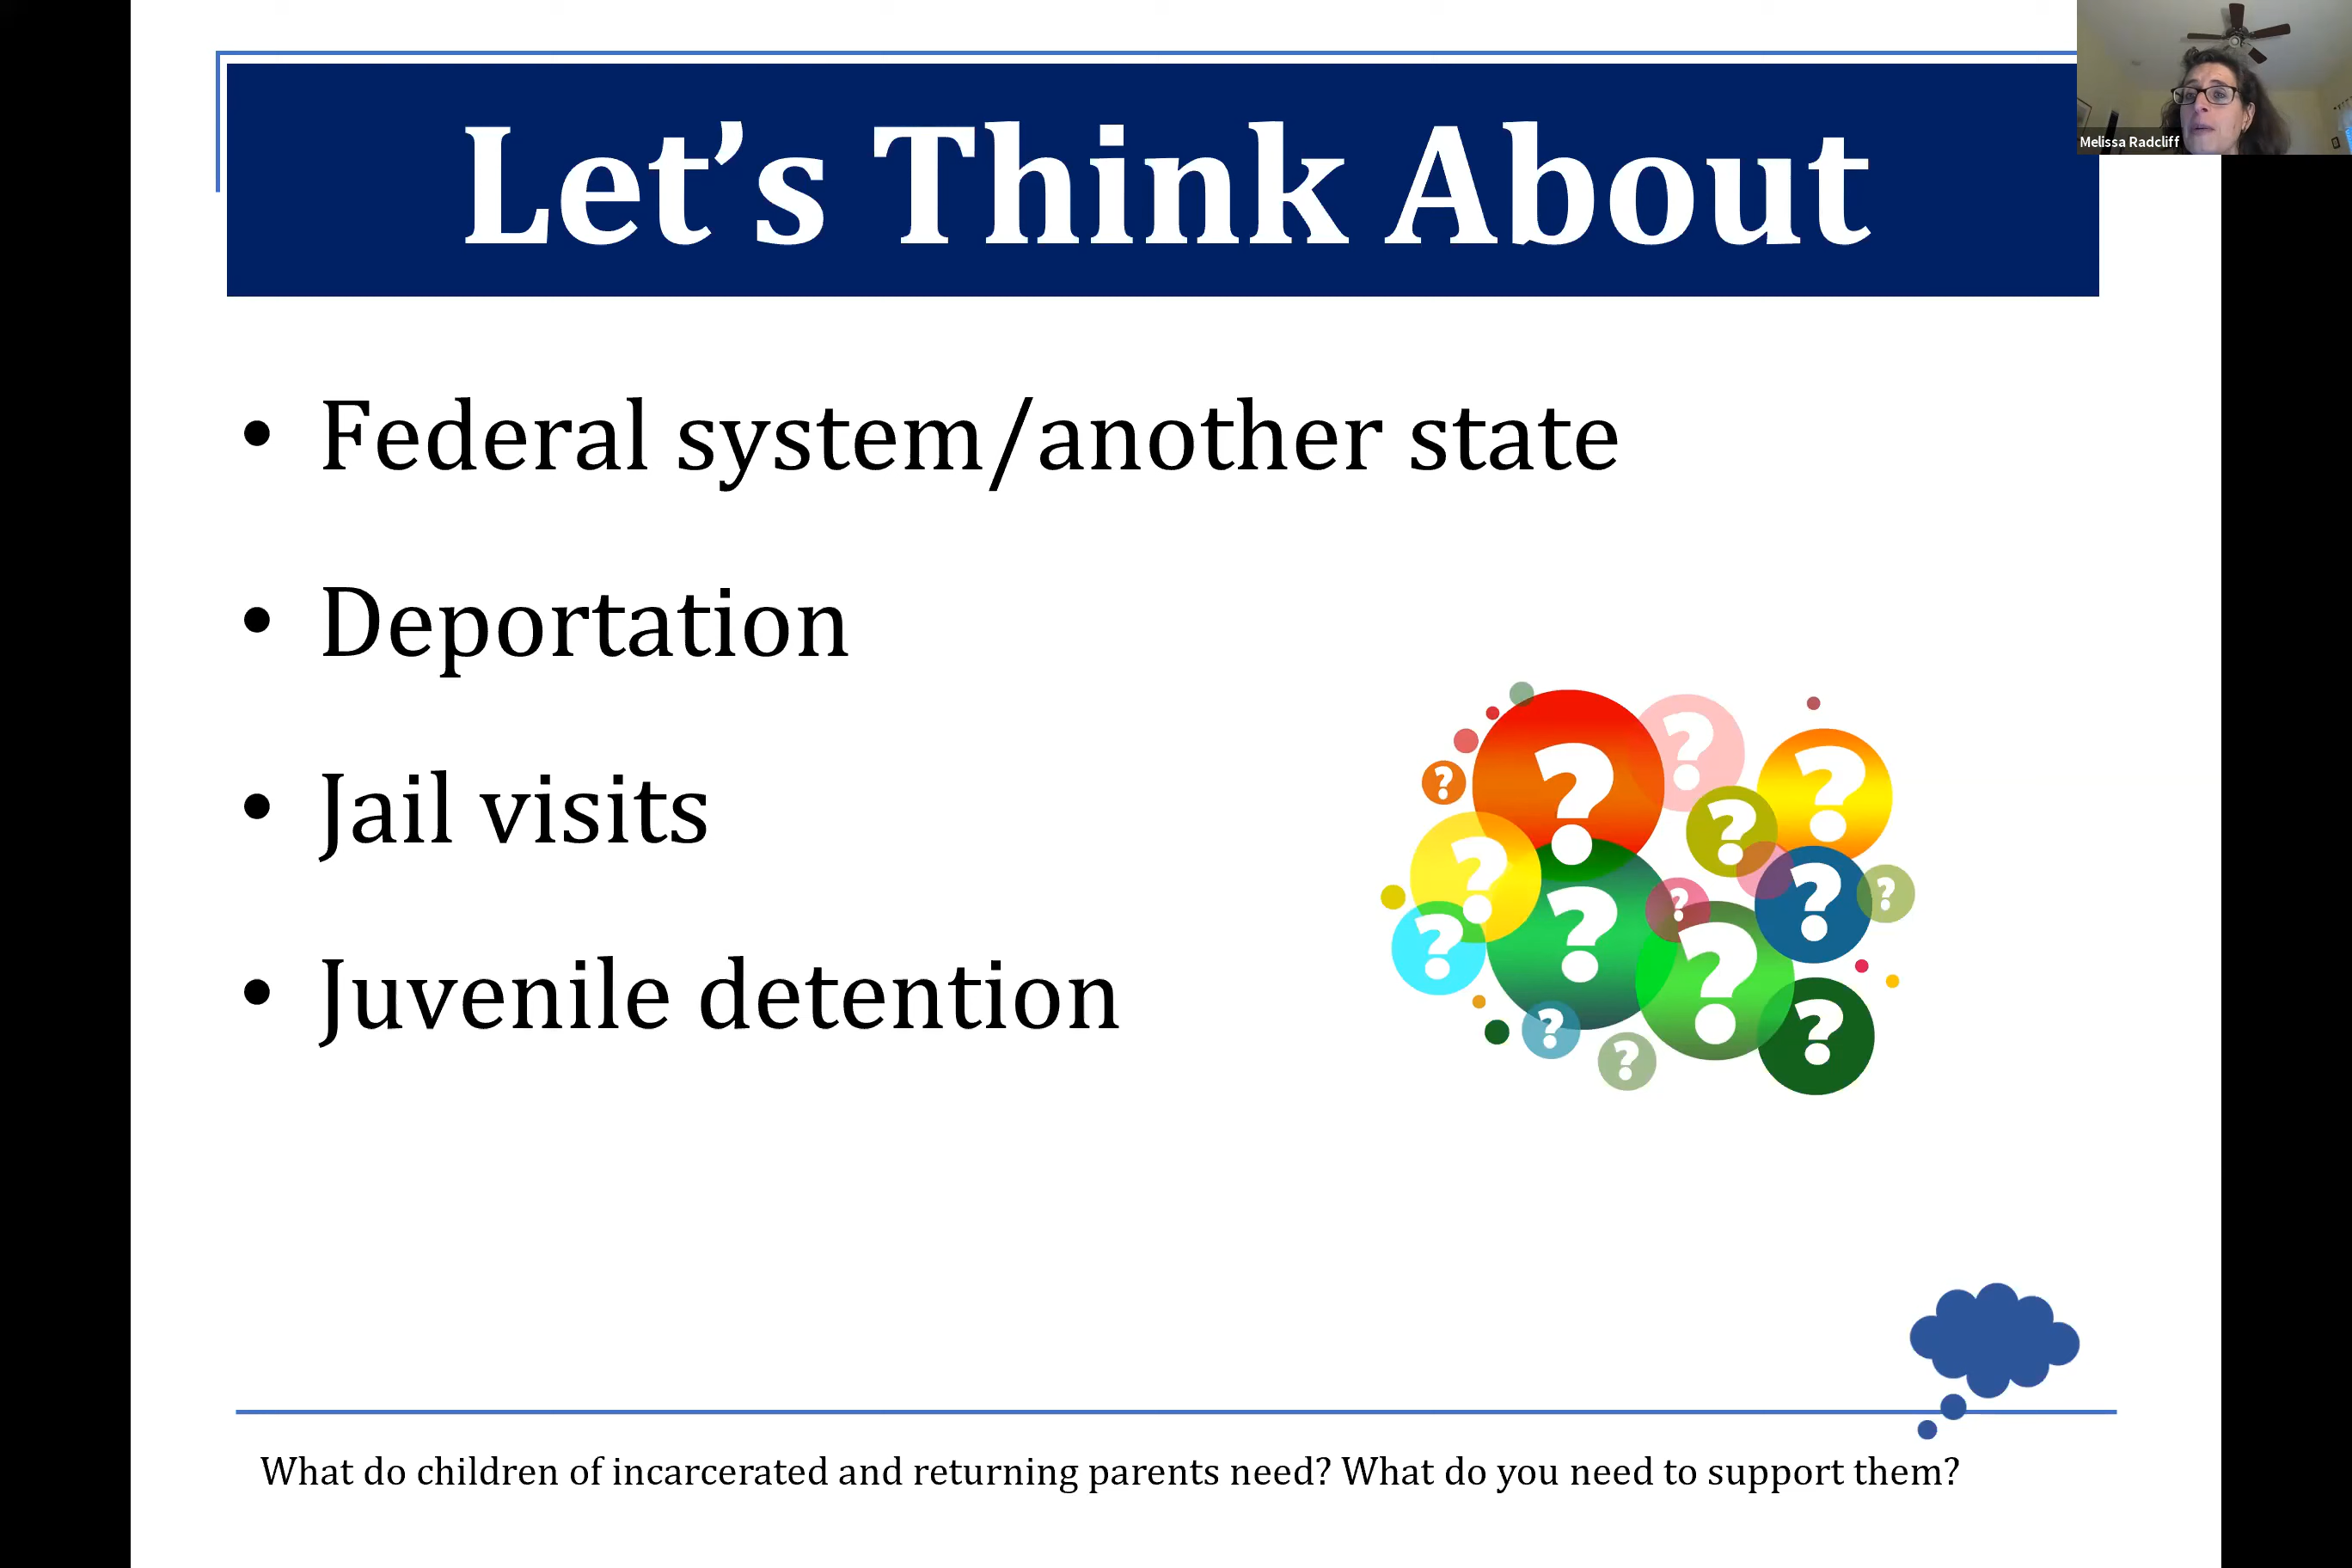 Let’s Think About
Melissa Radcliff
• Federal system/another state
• Deportation
• Jail visits
• Juvenile detention
? ? ? ? ? ? ? ? ? ? ? ? ? ?
What do children of incarcerated and returning parents need? What do you need to support them?